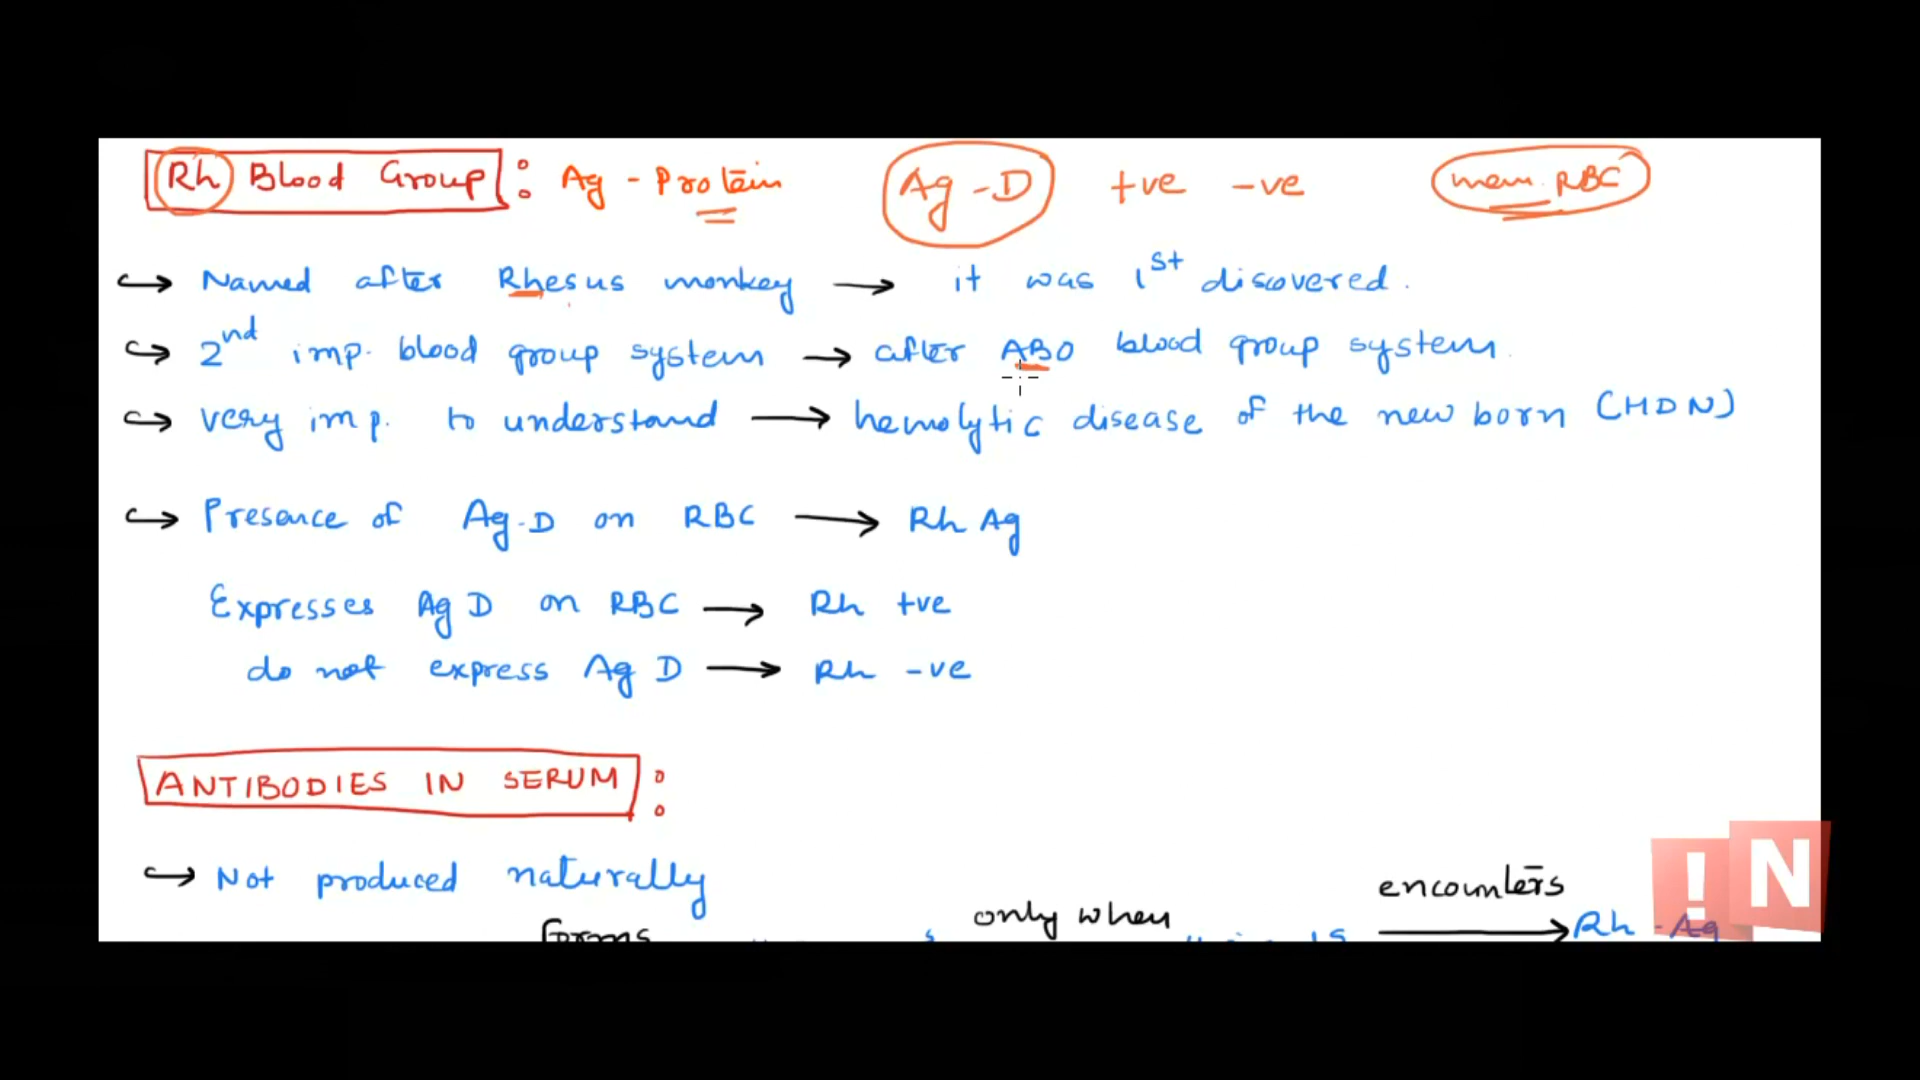 Rh Blood Group : Ag - Protein Ag - D +ve -ve mem. RBC
↪ Named after Rhesus monkey → it was 1st discovered.
↪ 2nd imp. blood group system → after ABO blood group system.
↪ very imp. to understand → hemolytic disease of the new born (HDN)
↪ Presence of Ag-D on RBC → Rh Ag
Expresses Ag D on RBC → Rh +ve
do not express Ag D → Rh -ve
ANTIBODIES IN SERUM :
↪ Not produced naturally
forms only when encounters → Rh - Ag
! N